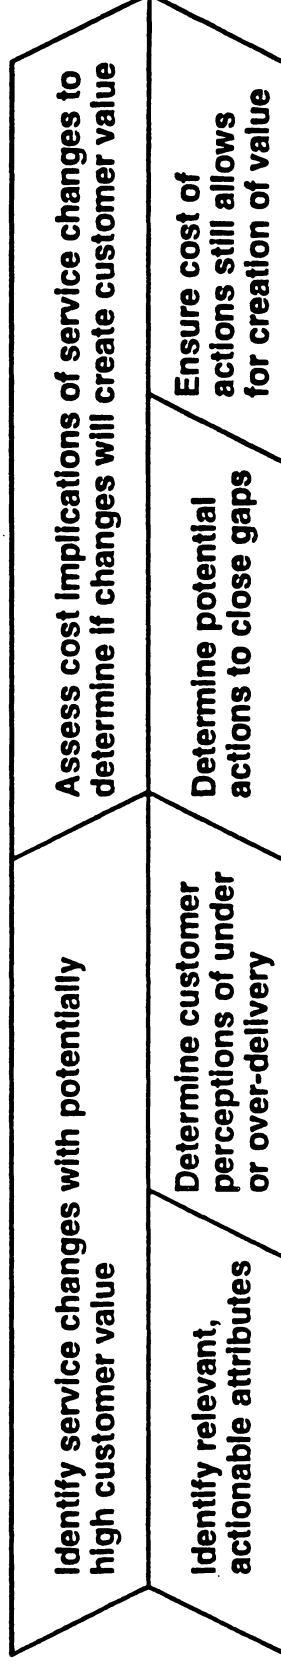 Identify service changes with potentially
high customer value
Assess cost implications of service changes to
determine if changes will create customer value
Identify relevant,
actionable attributes
Determine customer
perceptions of under
or over-delivery
Determine potential
actions to close gaps
Ensure cost of
actions still allows
for creation of value